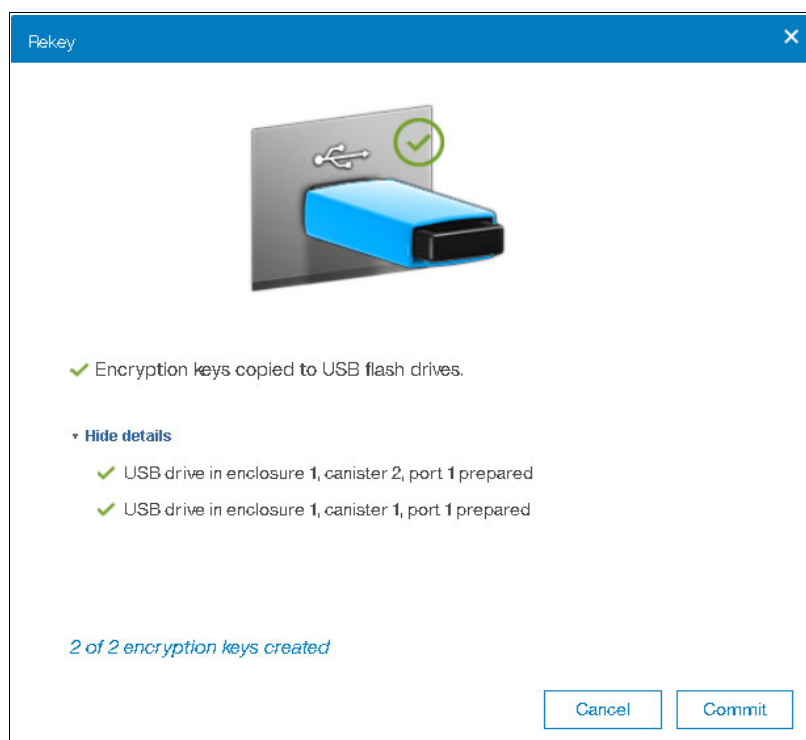 Rekey
Encryption keys copied to USB flash drives.
Hide details
USB drive in enclosure 1, canister 2, port 1 prepared
USB drive in enclosure 1, canister 1, port 1 prepared
2 of 2 encryption keys created
Cancel Commit